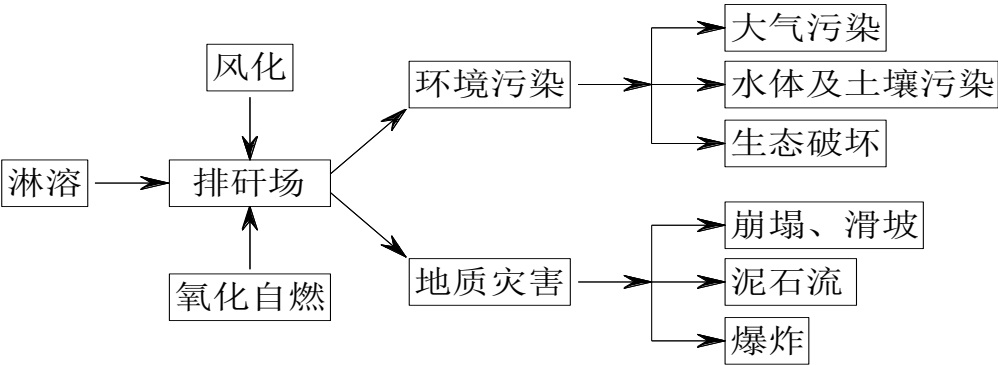 大气污染
风化
环境污染
水体及土壤污染
生态破坏
淋溶
排矸场
崩塌、滑坡
氧化自燃
地质灾害
泥石流
爆炸